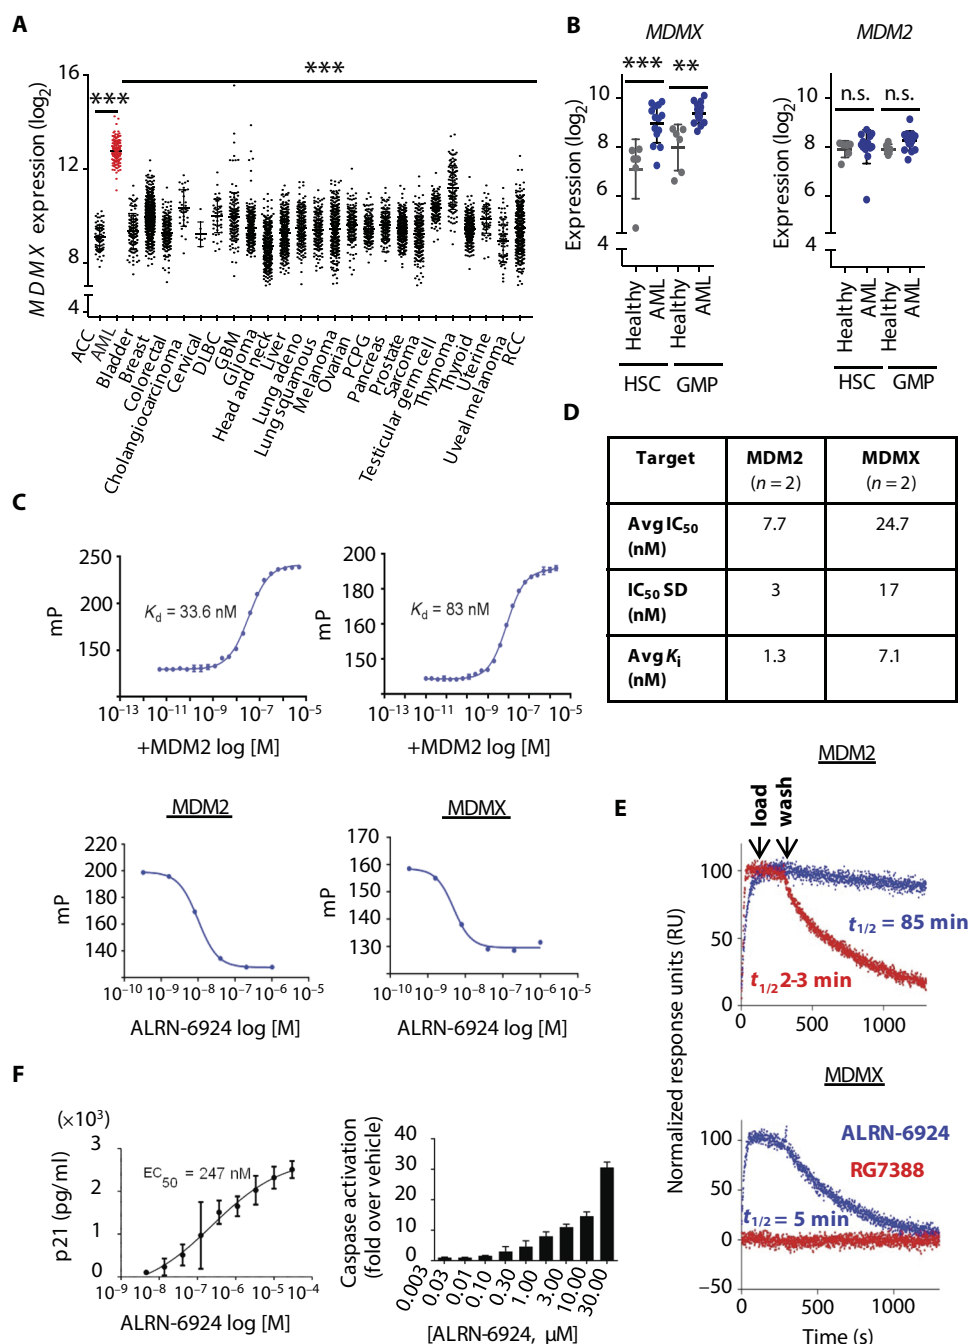 A
MDMX expression (log2)
16
12
8
4
***
***
ACC
AML
Bladder
Breast
Colorectal
Cholangiocarcinoma
Cervical
DLBC
GBM
Glioma
Head and neck
Liver
Lung adeno
Lung squamous
Melanoma
Ovarian
PCPG
Pancreas
Prostate
Sarcoma
Testicular germ cell
Thymoma
Thyroid
Uterine
Uveal melanoma
RCC
B
MDMX
*** **
Expression (log2)
10
8
6
4
Healthy
AML
Healthy
AML
HSC GMP
MDM2
n.s. n.s.
Expression (log2)
10
8
6
4
Healthy
AML
Healthy
AML
HSC GMP
C
mP
250
200
150
Kd = 33.6 nM
10−13 10−11 10−9 10−7 10−5
+MDM2 log [M]
mP
200
180
160
150
Kd = 83 nM
10−13 10−11 10−9 10−7 10−5
+MDM2 log [M]
MDM2
mP
220
200
180
160
140
10−10 10−9 10−8 10−7 10−6 10−5
ALRN-6924 log [M]
MDMX
mP
170
160
150
140
130
10−10 10−9 10−8 10−7 10−6 10−5
ALRN-6924 log [M]
D
Target MDM2 (n = 2) MDMX (n = 2)
Avg IC50 (nM) 7.7 24.7
IC50 SD (nM) 3 17
Avg Ki (nM) 1.3 7.1
E
MDM2
load
wash
Normalized response units (RU)
100
50
0
t1/2 = 85 min
t1/2 2-3 min
0 500 1000
MDMX
100
50
0
−50
ALRN-6924
RG7388
t1/2 = 5 min
0 500 1000
Time (s)
F
(×10³)
p21 (pg/ml)
3
2
1
0
EC50 = 247 nM
10−9 10−8 10−7 10−6 10−5 10−4
ALRN-6924 log [M]
Caspase activation
(fold over vehicle)
40
30
20
10
0
0.003
0.03
0.01
0.10
0.30
1.00
3.00
10.00
30.00
[ALRN-6924, μM]